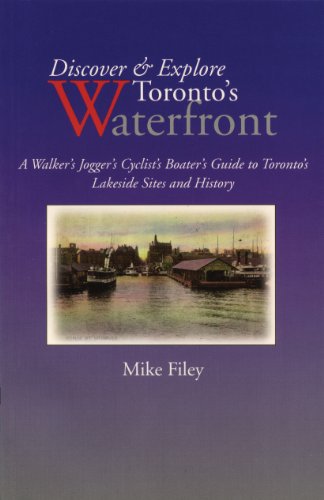 Discover & Explore
Toronto's
Waterfront
A Walker's Jogger's Cyclist's Boater's Guide to Toronto's
Lakeside Sites and History
Mike Filey